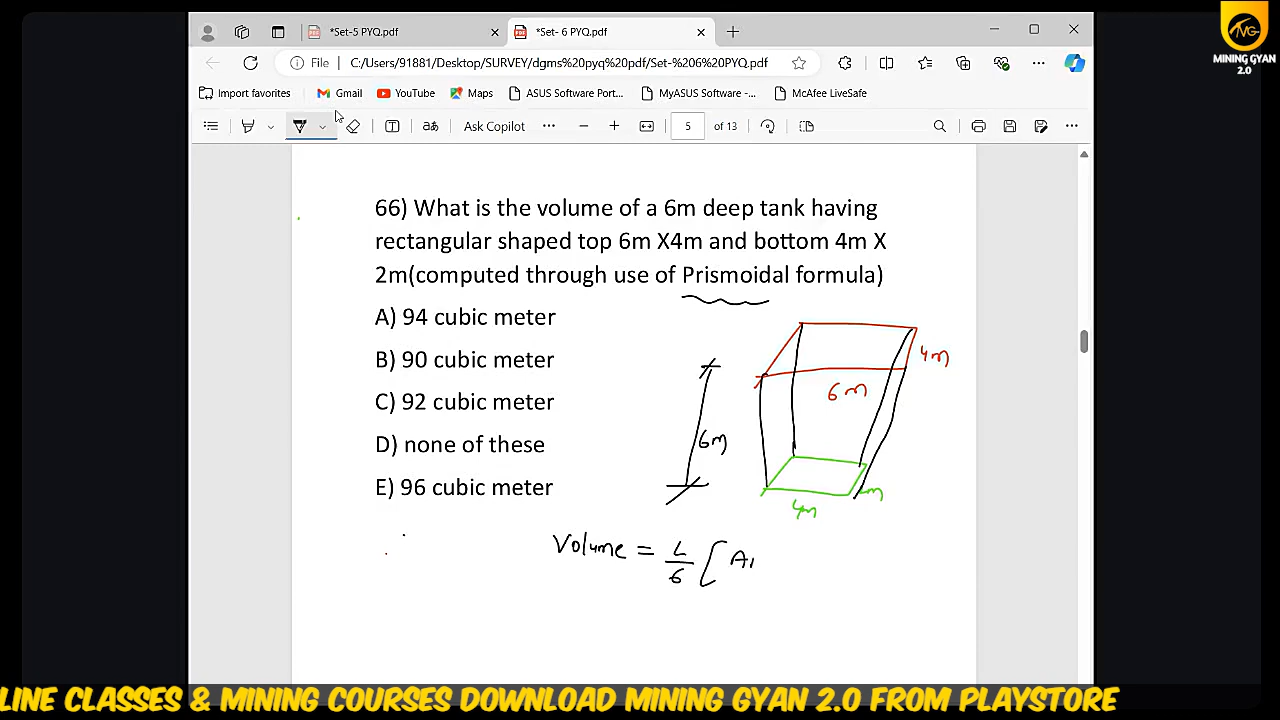 *Set-5 PYQ.pdf
*Set- 6 PYQ.pdf
MINING GYAN
2.0
File
C:/Users/91881/Desktop/SURVEY/dgms%20pyq%20pdf/Set-%206%20PYQ.pdf
Import favorites
Gmail
YouTube
Maps
ASUS Software Port...
MyASUS Software -...
McAfee LiveSafe
Ask Copilot
5
of 13
66) What is the volume of a 6m deep tank having
rectangular shaped top 6m X4m and bottom 4m X
2m(computed through use of Prismoidal formula)
A) 94 cubic meter
B) 90 cubic meter
C) 92 cubic meter
D) none of these
E) 96 cubic meter
4m
6m
6m
4m
Volume = L/6 [ A1
LINE CLASSES & MINING COURSES DOWNLOAD MINING GYAN 2.0 FROM PLAYSTORE